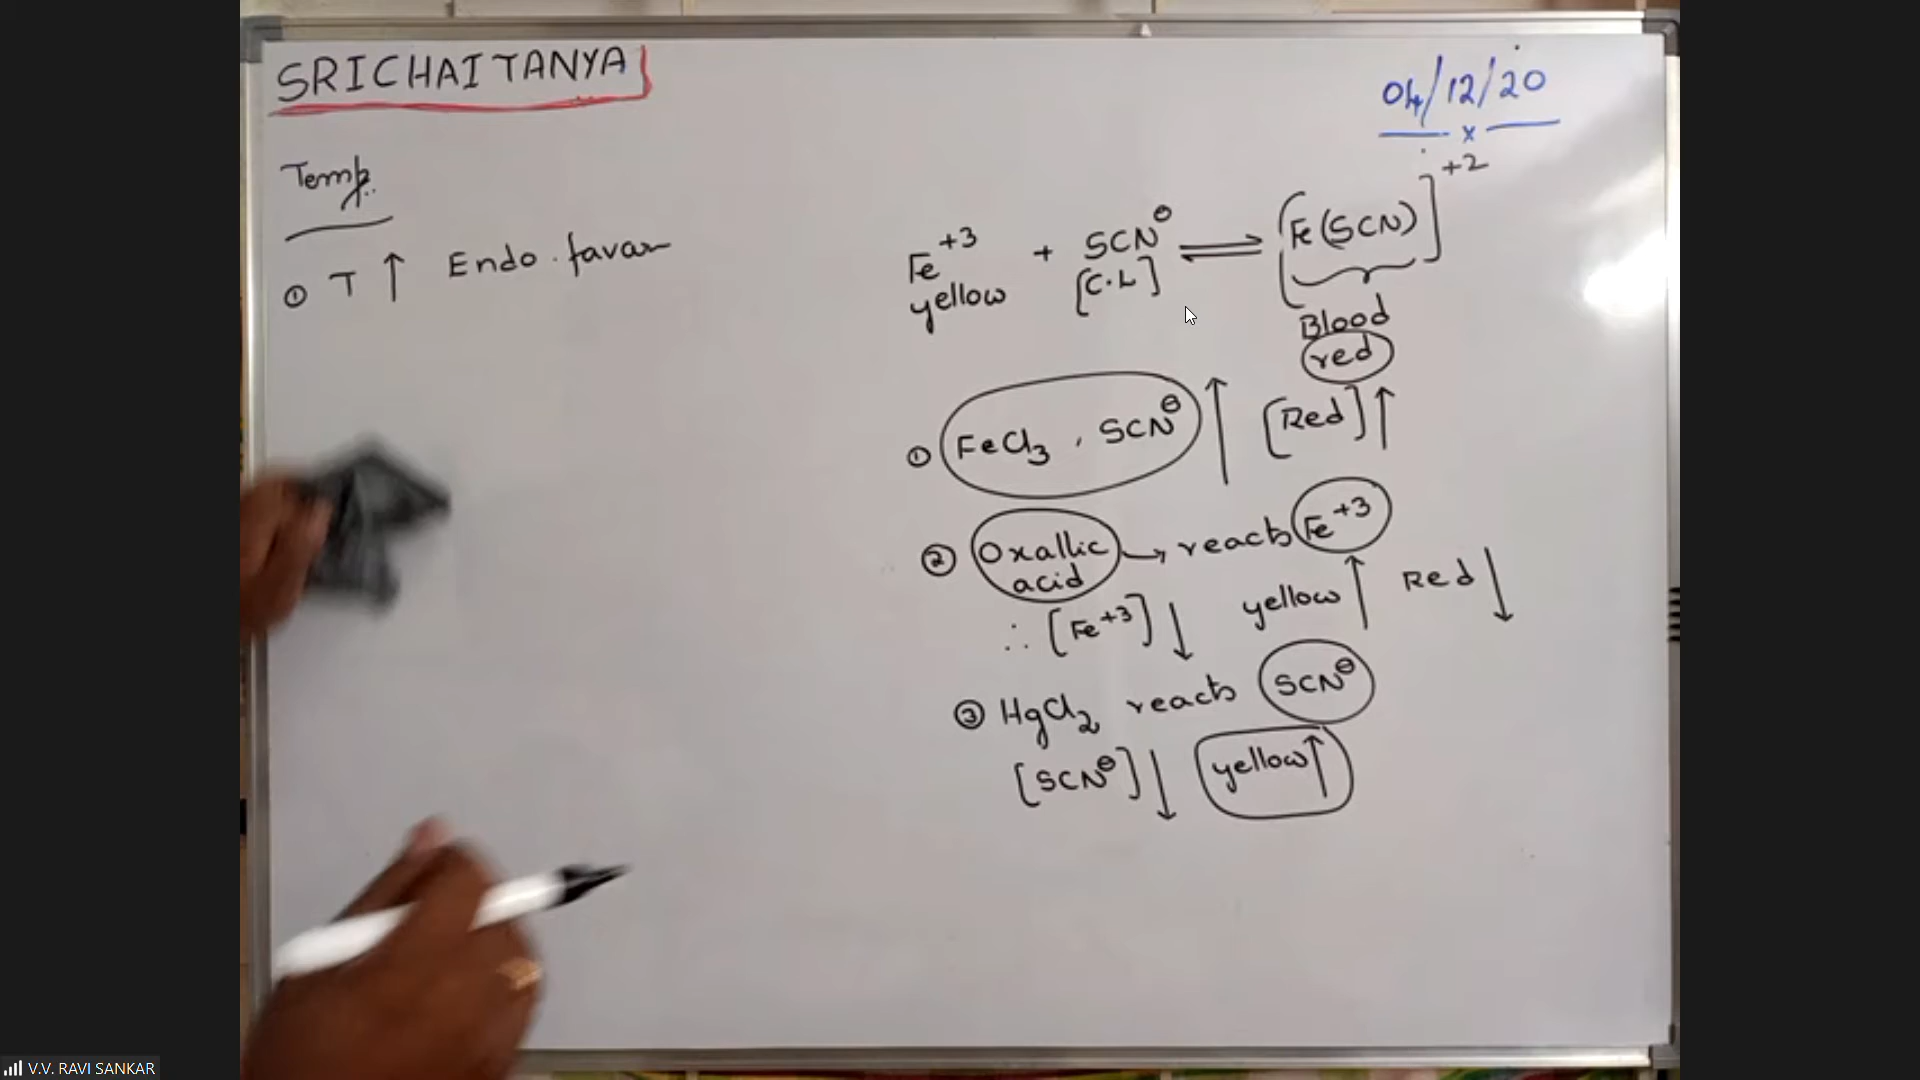 SRICHAITANYA
04/12/20
x
Temp.
① T ↑ Endo. favar
Fe+3 + SCN⊖ ⇌ [Fe(SCN)]+2
yellow [C.L]
Blood
red
① FeCl3 , SCN⊖ ↑ [Red] ↑
② Oxallic acid → reacts Fe+3
∴ [Fe+3] ↓ yellow ↑ Red ↓
③ HgCl2 reacts SCN⊖
[SCN⊖] ↓ yellow ↑
V.V. RAVI SANKAR